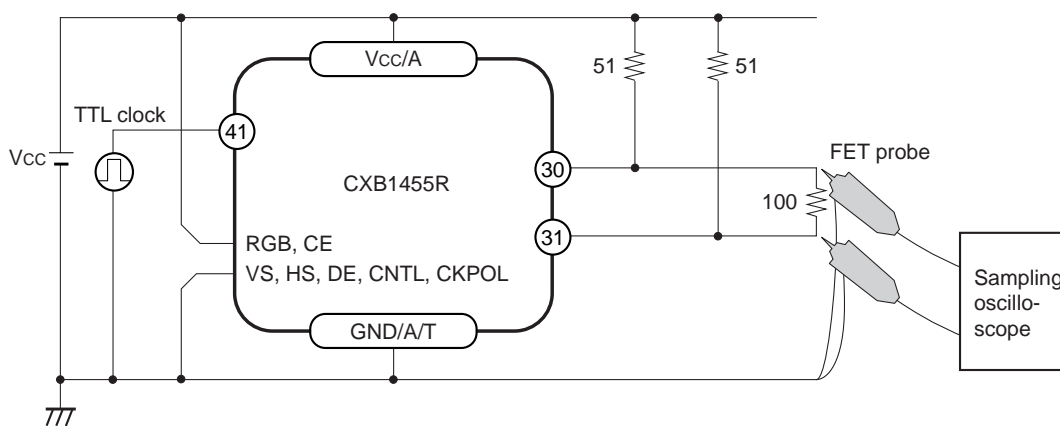 Vcc/A
51
51
TTL clock
41
Vcc
FET probe
30
CXB1455R
100
31
RGB, CE
VS, HS, DE, CNTL, CKPOL
Sampling
oscillo-
scope
GND/A/T